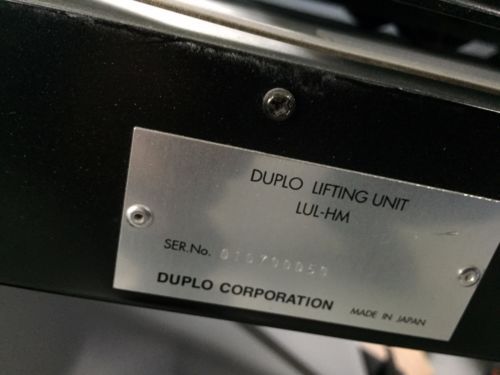 DUPLO LIFTING UNIT
LUL-HM
SER.No.
DUPLO CORPORATION
MADE IN JAPAN